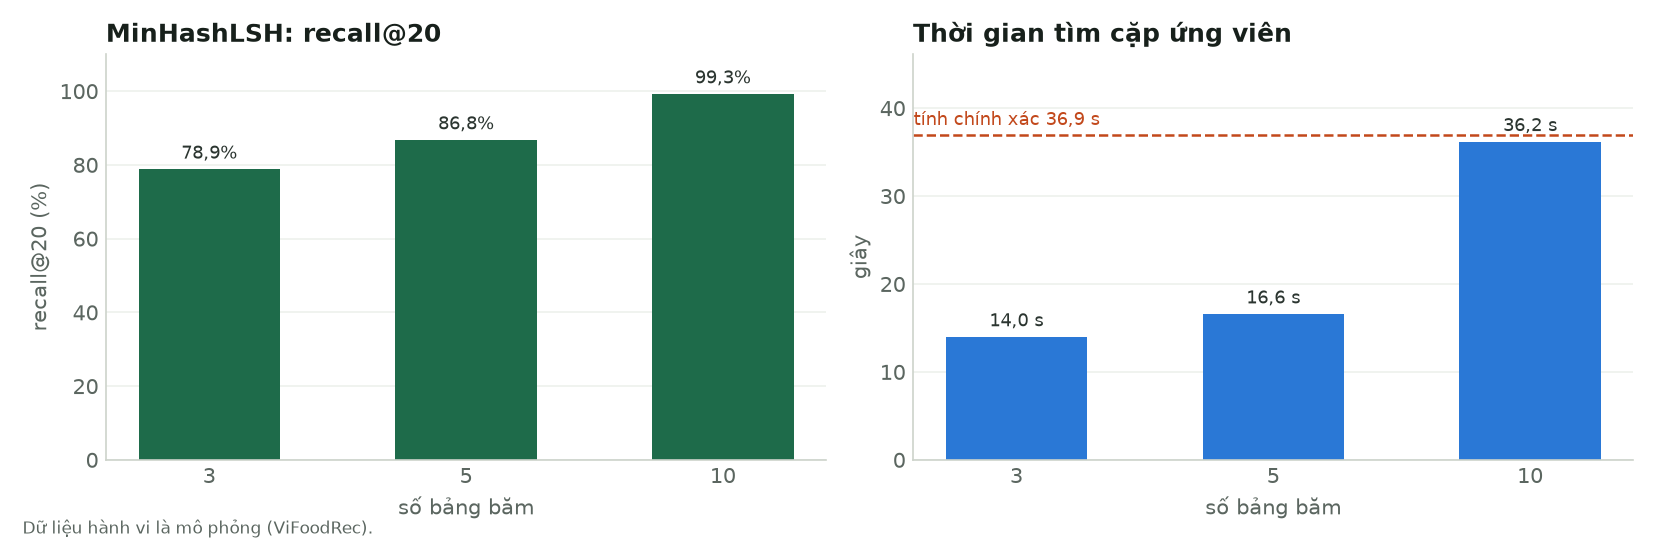 MinHashLSH: recall@20
recall@20 (%)
100
80
60
40
20
0
78,9%
86,8%
99,3%
3
5
10
số bảng băm
Thời gian tìm cặp ứng viên
giây
40
30
20
10
0
tính chính xác 36,9 s
14,0 s
16,6 s
36,2 s
3
5
10
số bảng băm
Dữ liệu hành vi là mô phỏng (ViFoodRec).